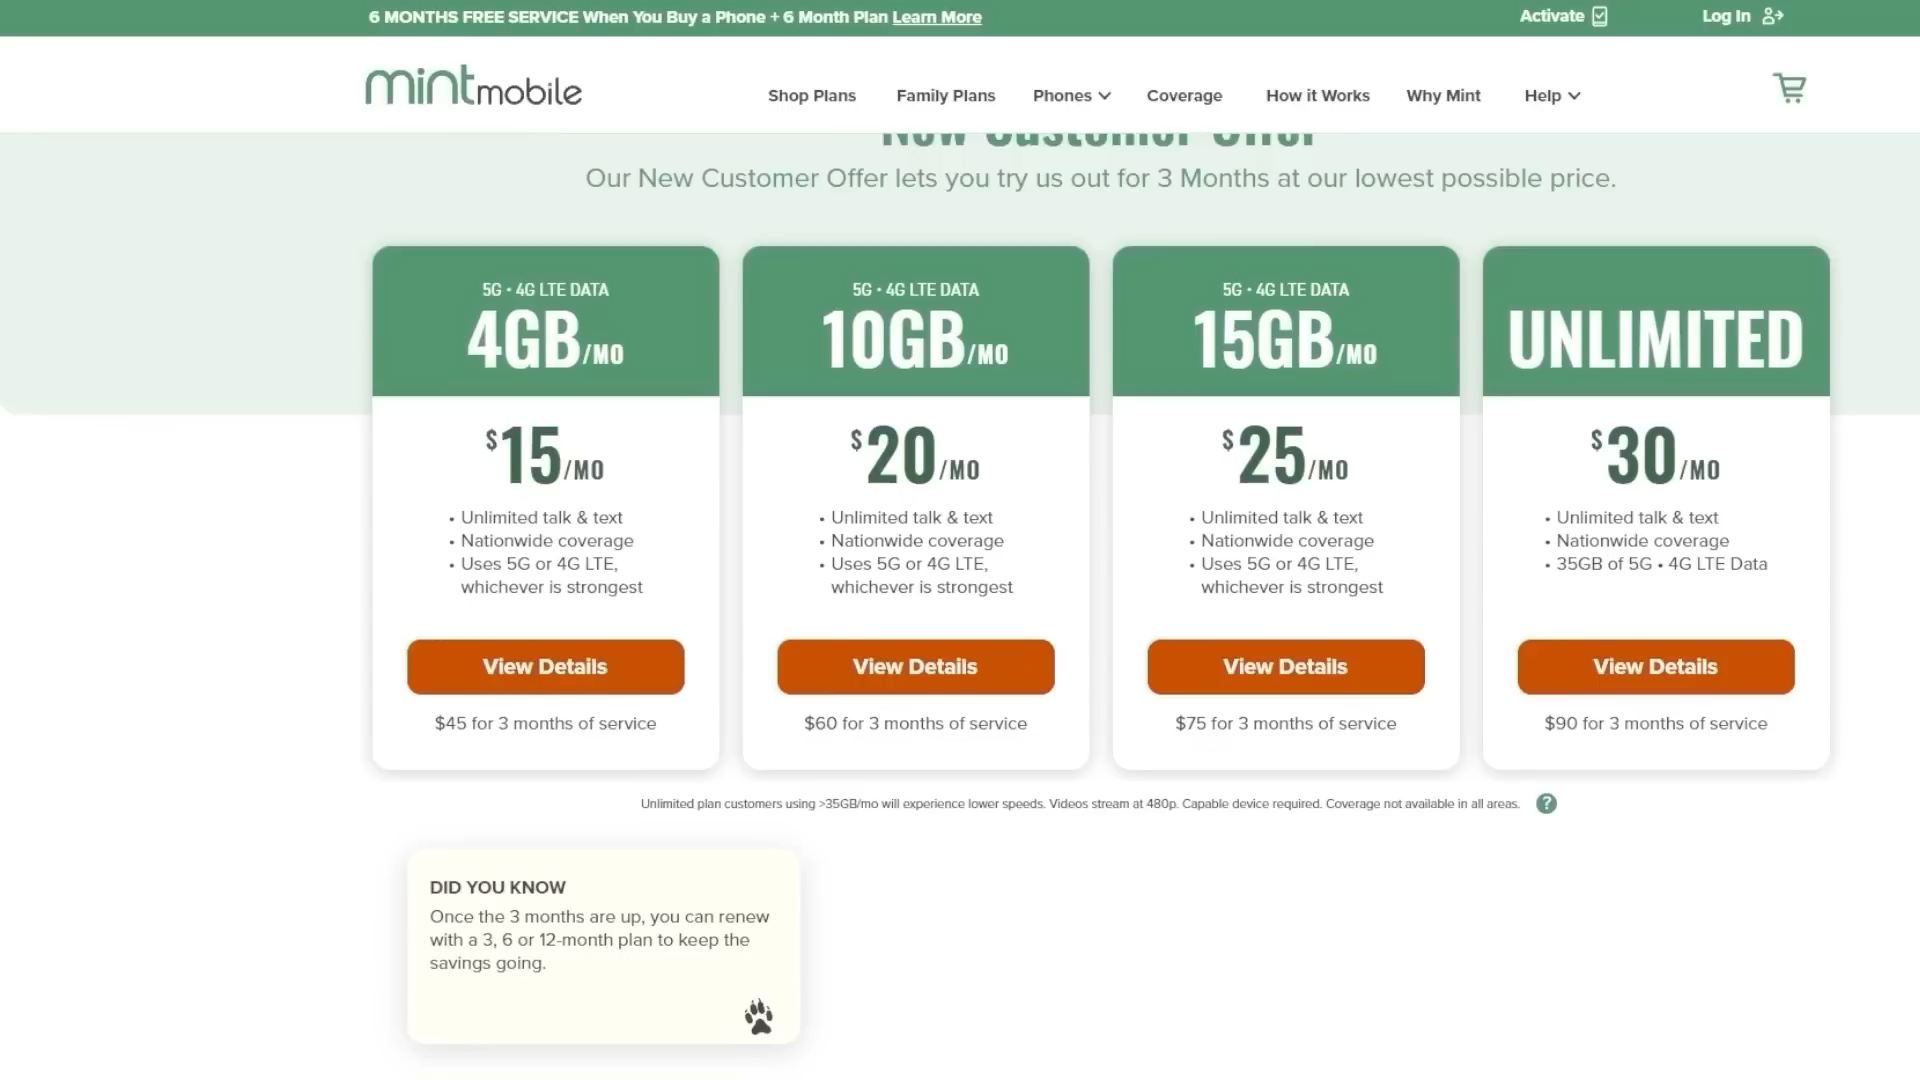 6 MONTHS FREE SERVICE When You Buy a Phone + 6 Month Plan Learn More
Activate
Log In
mintmobile
Shop Plans
Family Plans
Phones
Coverage
How it Works
Why Mint
Help
New Customer Offer
Our New Customer Offer lets you try us out for 3 Months at our lowest possible price.
5G • 4G LTE DATA
4GB/MO
$15/MO
• Unlimited talk & text
• Nationwide coverage
• Uses 5G or 4G LTE,
whichever is strongest
View Details
$45 for 3 months of service
5G • 4G LTE DATA
10GB/MO
$20/MO
• Unlimited talk & text
• Nationwide coverage
• Uses 5G or 4G LTE,
whichever is strongest
View Details
$60 for 3 months of service
5G • 4G LTE DATA
15GB/MO
$25/MO
• Unlimited talk & text
• Nationwide coverage
• Uses 5G or 4G LTE,
whichever is strongest
View Details
$75 for 3 months of service
UNLIMITED
$30/MO
• Unlimited talk & text
• Nationwide coverage
• 35GB of 5G • 4G LTE Data
View Details
$90 for 3 months of service
Unlimited plan customers using >35GB/mo will experience lower speeds. Videos stream at 480p. Capable device required. Coverage not available in all areas. ?
DID YOU KNOW
Once the 3 months are up, you can renew
with a 3, 6 or 12-month plan to keep the
savings going.